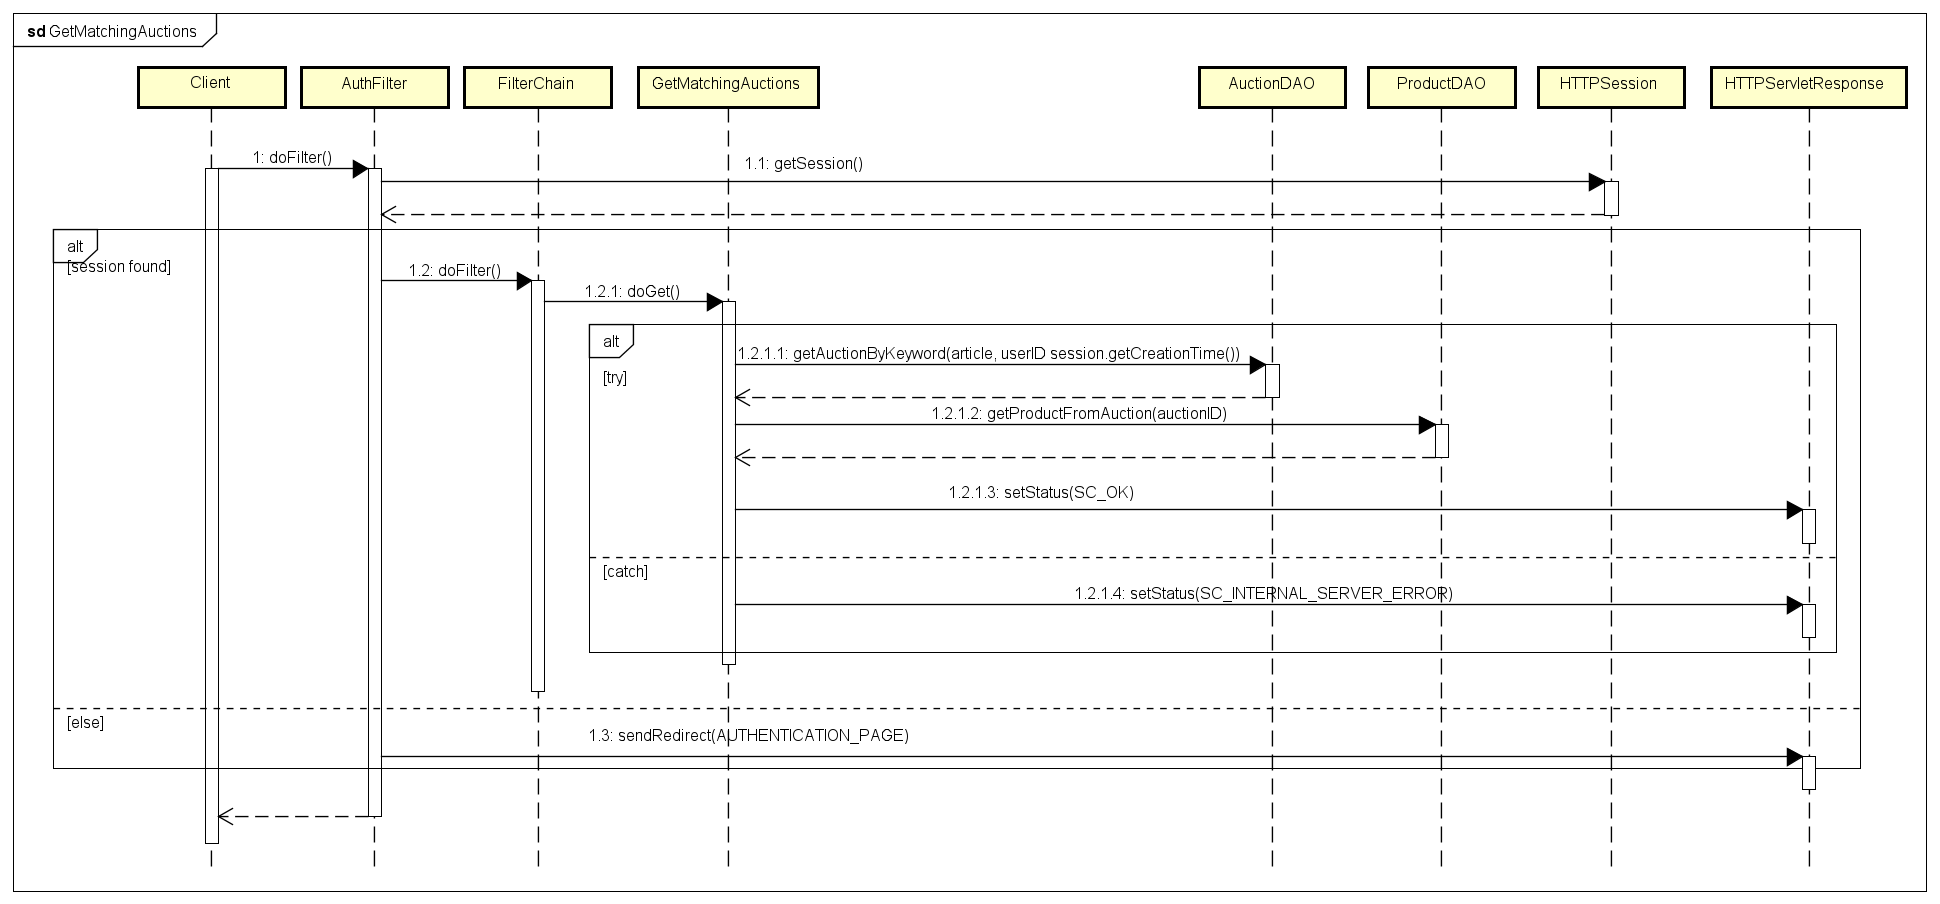 sd GetMatchingAuctions
Client
AuthFilter
FilterChain
GetMatchingAuctions
AuctionDAO
ProductDAO
HTTPSession
HTTPServletResponse
1: doFilter()
1.1: getSession()
alt
[session found]
1.2: doFilter()
1.2.1: doGet()
alt
1.2.1.1: getAuctionByKeyword(article, userID session.getCreationTime())
[try]
1.2.1.2: getProductFromAuction(auctionID)
1.2.1.3: setStatus(SC_OK)
[catch]
1.2.1.4: setStatus(SC_INTERNAL_SERVER_ERROR)
[else]
1.3: sendRedirect(AUTHENTICATION_PAGE)